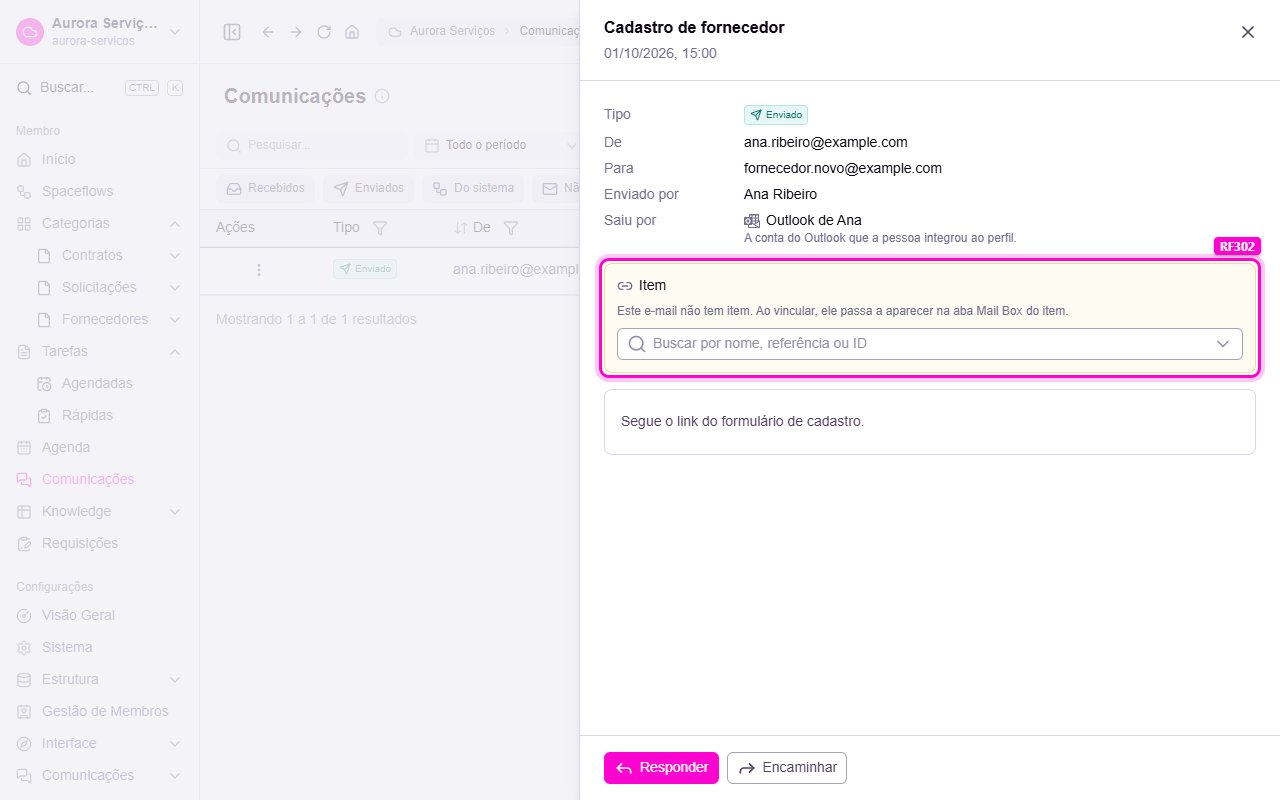 Aurora Serviç...
aurora-servicos
Buscar... CTRL K
Membro
Início
Spaceflows
Categorias
Contratos
Solicitações
Fornecedores
Tarefas
Agendadas
Rápidas
Agenda
Comunicações
Knowledge
Requisições
Configurações
Visão Geral
Sistema
Estrutura
Gestão de Membros
Interface
Comunicações
Aurora Serviços › Comunicaç
Comunicações
Pesquisar... Todo o período
Recebidos Enviados Do sistema Nã
Ações Tipo De
Enviado ana.ribeiro@exampl
Mostrando 1 a 1 de 1 resultados
Cadastro de fornecedor
01/10/2026, 15:00
Tipo Enviado
De ana.ribeiro@example.com
Para fornecedor.novo@example.com
Enviado por Ana Ribeiro
Saiu por Outlook de Ana
A conta do Outlook que a pessoa integrou ao perfil.
RF302
Item
Este e-mail não tem item. Ao vincular, ele passa a aparecer na aba Mail Box do item.
Buscar por nome, referência ou ID
Segue o link do formulário de cadastro.
Responder Encaminhar